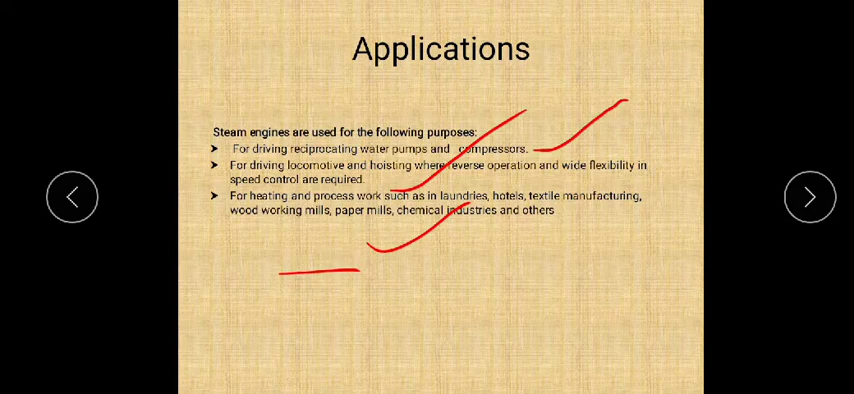 Applications
Steam engines are used for the following purposes:
➤ For driving reciprocating water pumps and compressors.
➤ For driving locomotive and hoisting where reverse operation and wide flexibility in
speed control are required.
➤ For heating and process work such as in laundries, hotels, textile manufacturing,
wood working mills, paper mills, chemical industries and others